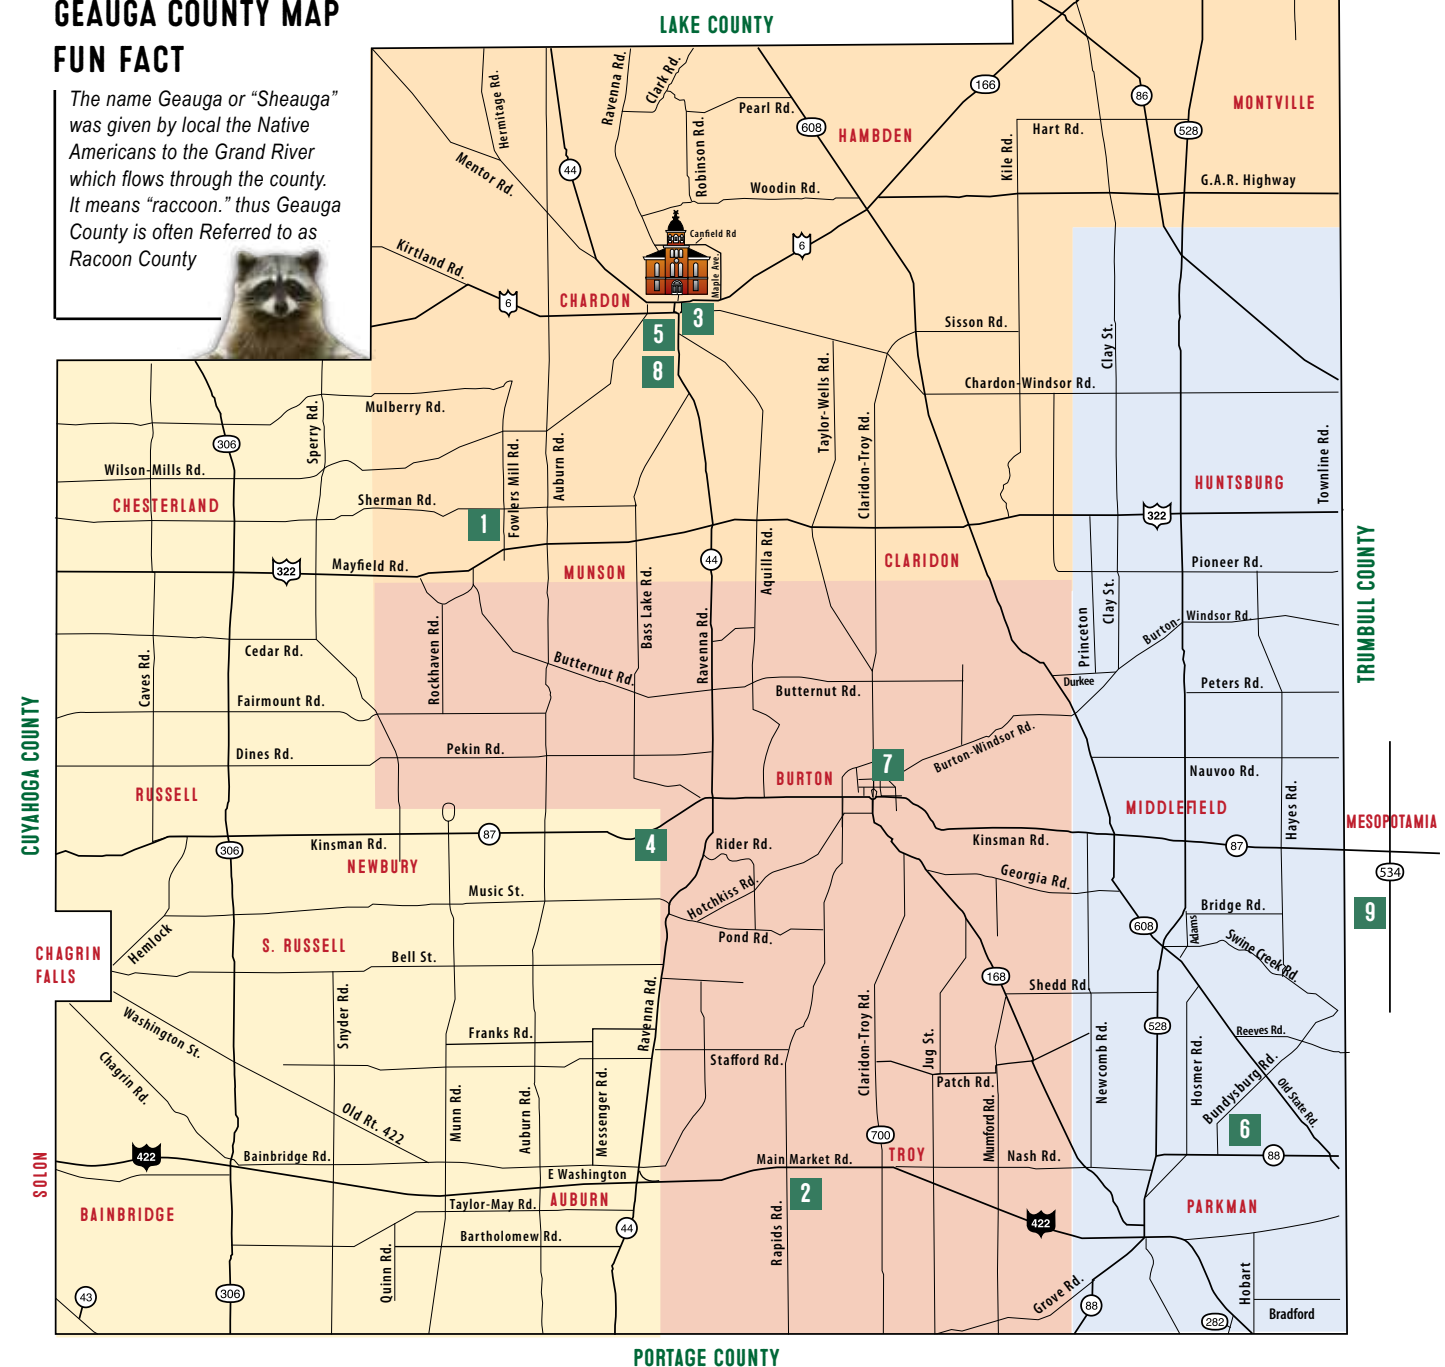 GEAUGA COUNTY MAP
FUN FACT
The name Geauga or “Sheauga”
was given by local the Native
Americans to the Grand River
which flows through the county.
It means “raccoon.” thus Geauga
County is often Referred to as
Racoon County
LAKE COUNTY
MONTVILLE
HAMBDEN
Hermitage Rd.
Ravenna Rd.
Clark Rd.
Pearl Rd.
166
86
608
528
Hart Rd.
Kile Rd.
Mentor Rd.
44
Robinson Rd.
Woodin Rd.
G.A.R. Highway
Canfield Rd
Maple Ave.
Kirtland Rd.
6
6
CHARDON
3
5
8
Sisson Rd.
Clay St.
Taylor-Wells Rd.
Chardon-Windsor Rd.
Mulberry Rd.
Sperry Rd.
306
Claridon-Troy Rd.
Townline Rd.
Wilson-Mills Rd.
Fowlers Mill Rd.
Auburn Rd.
HUNTSBURG
CHESTERLAND
Sherman Rd.
1
322
322
Mayfield Rd.
MUNSON
44
Aquilla Rd.
CLARIDON
Pioneer Rd.
TRUMBULL COUNTY
Bass Lake Rd.
Ravenna Rd.
Princeton
Clay St.
Burton-
Windsor Rd.
Caves Rd.
Cedar Rd.
Rockhaven Rd.
Butternut Rd.
Butternut Rd.
Durkee
Peters Rd.
Fairmount Rd.
CUYAHOGA COUNTY
Dines Rd.
Pekin Rd.
Burton-Windsor Rd.
7
BURTON
Nauvoo Rd.
RUSSELL
MIDDLEFIELD
Hayes Rd.
MESOPOTAMIA
87
306
Kinsman Rd.
NEWBURY
4
Rider Rd.
Kinsman Rd.
87
534
Georgia Rd.
Music St.
Hotchkiss Rd.
Bridge Rd.
9
Hemlock
S. RUSSELL
Pond Rd.
608
Adams
Swine Creek Rd.
CHAGRIN
FALLS
Bell St.
168
Shedd Rd.
Washington St.
Snyder Rd.
Franks Rd.
Ravenna Rd.
Claridon-Troy Rd.
Jug St.
Newcomb Rd.
528
Hosmer Rd.
Reeves Rd.
Chagrin Rd.
Stafford Rd.
Patch Rd.
Bundysburg Rd.
Old State Rd.
Old Rt. 422
Munn Rd.
Auburn Rd.
Messenger Rd.
Mumford Rd.
6
SOLON
422
Bainbridge Rd.
700
TROY
Main Market Rd.
Nash Rd.
88
E Washington
2
BAINBRIDGE
Taylor-May Rd.
AUBURN
PARKMAN
422
44
Bartholomew Rd.
Rapids Rd.
Quinn Rd.
Hobart
43
306
Grove Rd.
88
282
Bradford
PORTAGE COUNTY